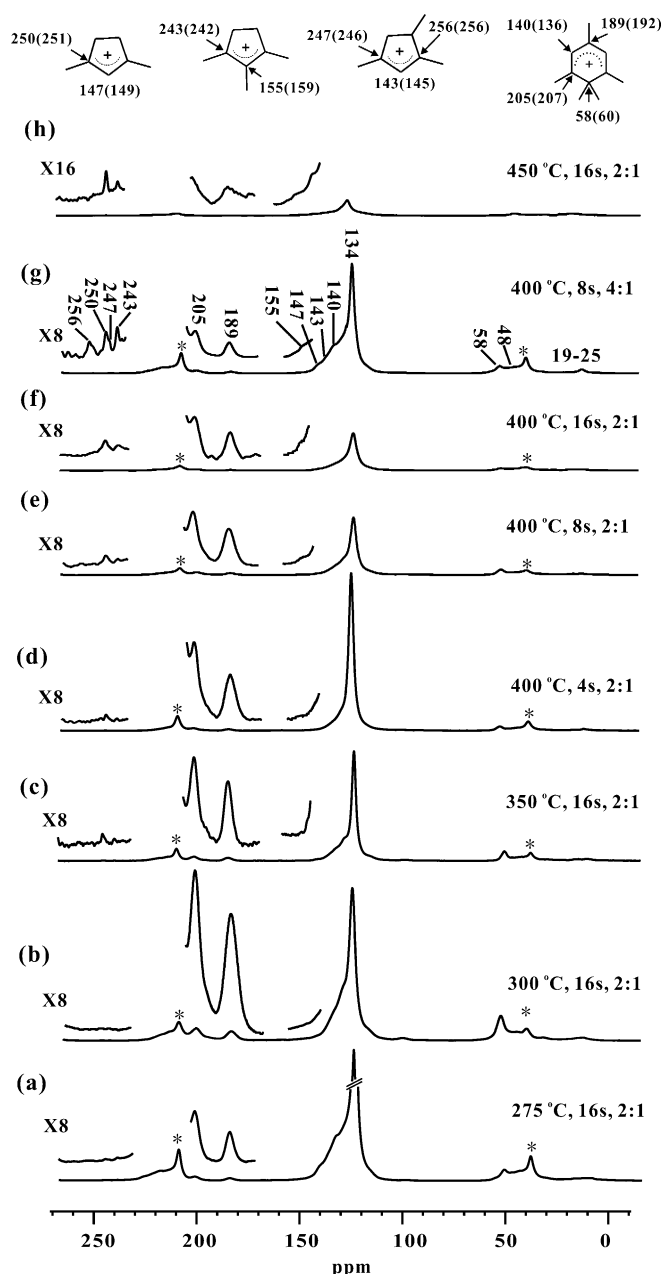 250(251)
147(149)
243(242)
155(159)
247(246)
256(256)
143(145)
140(136)
189(192)
205(207)
58(60)
+
+
+
+
(h)
X16
450 °C, 16s, 2:1
(g)
X8
256
250
247
243
205
189
155
147
143
140
134
400 °C, 8s, 4:1
58
48
19-25
*
*
(f)
X8
400 °C, 16s, 2:1
*
*
(e)
X8
400 °C, 8s, 2:1
*
*
(d)
X8
400 °C, 4s, 2:1
*
*
(c)
X8
350 °C, 16s, 2:1
*
*
(b)
X8
300 °C, 16s, 2:1
*
*
(a)
X8
275 °C, 16s, 2:1
*
*
250 200 150 100 50 0
ppm